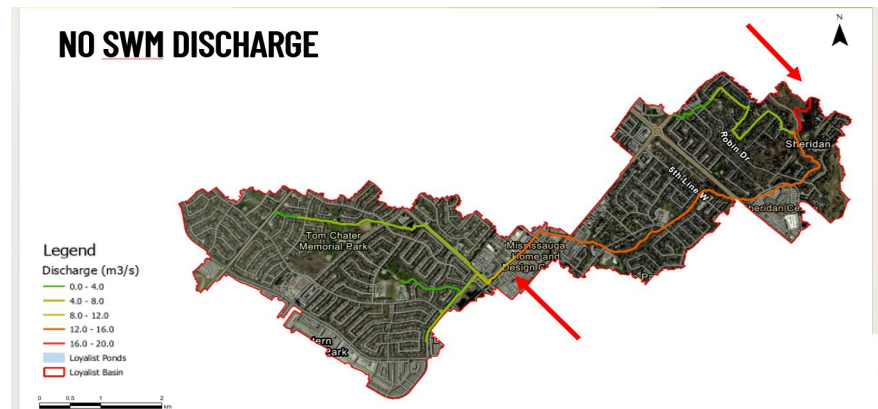 NO SWM DISCHARGE
N
Robin Dr
Sheridan
5th Line W
Sheridan Ce
Tom Chater
Memorial Park
Mississauga
Home and
Design
Legend
Discharge (m3/s)
0.0 - 4.0
4.0 - 8.0
8.0 - 12.0
12.0 - 16.0
16.0 - 20.0
Loyalist Ponds
Loyalist Basin
tern
Park
0 0.5 1 2
km